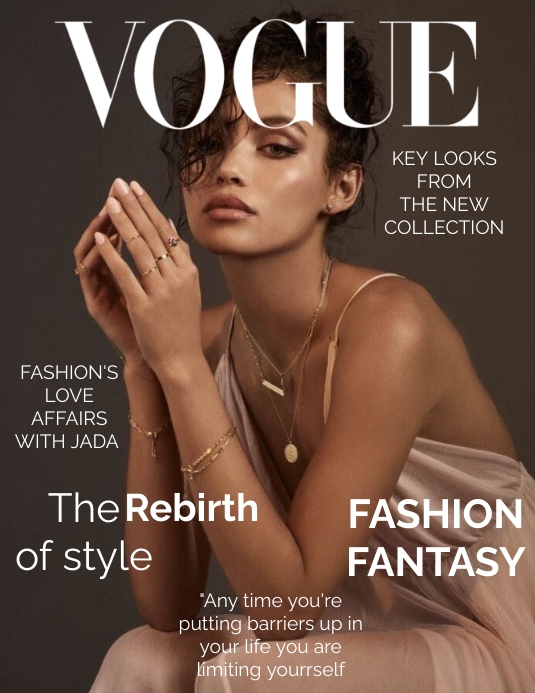 VOGUE
KEY LOOKS
FROM
THE NEW
COLLECTION
FASHION'S
LOVE
AFFAIRS
WITH JADA
The Rebirth
of style
FASHION
FANTASY
"Any time you're
putting barriers up in
your life you are
limiting yourrself